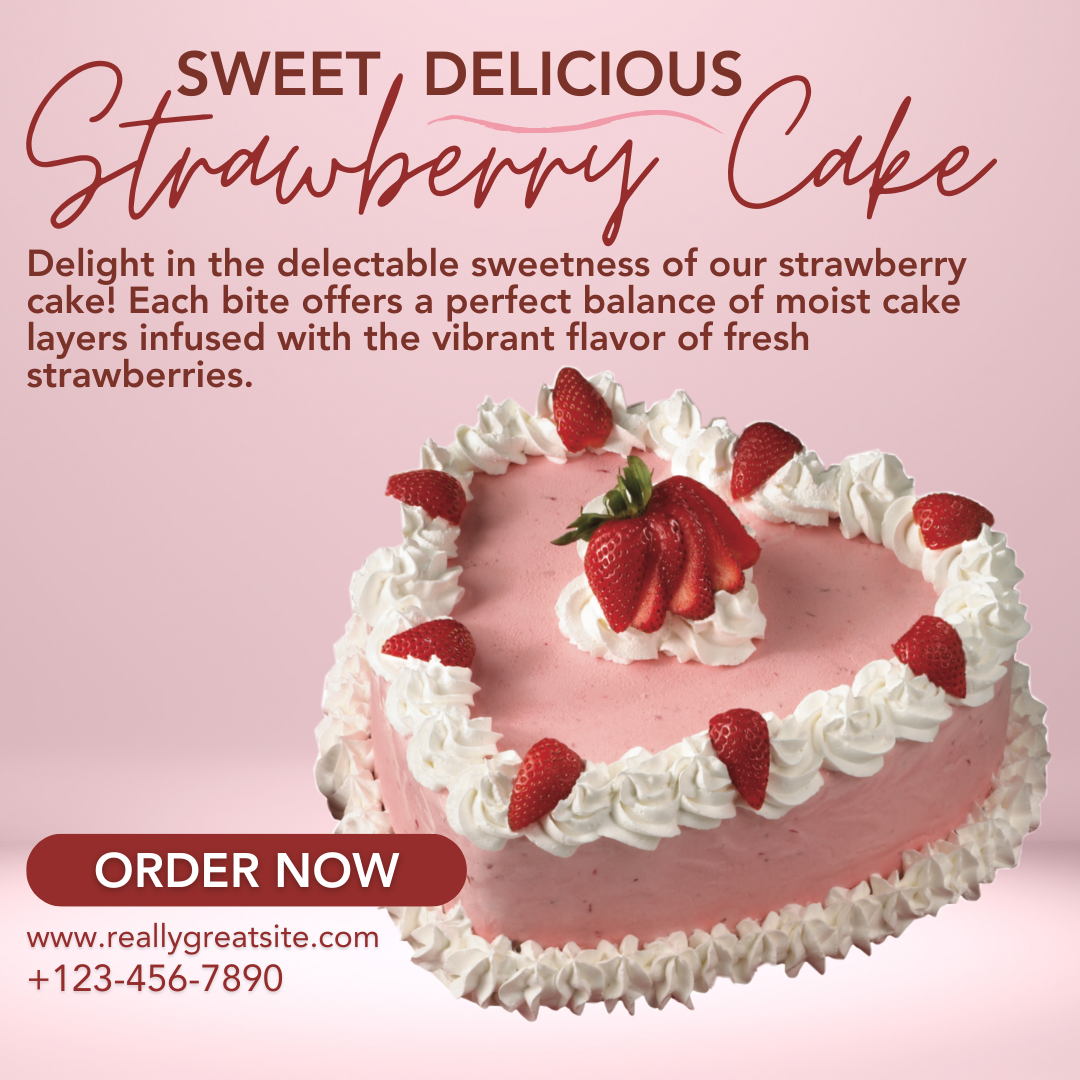 SWEET DELICIOUS
Strawberry Cake
Delight in the delectable sweetness of our strawberry
cake! Each bite offers a perfect balance of moist cake
layers infused with the vibrant flavor of fresh
strawberries.
ORDER NOW
www.reallygreatsite.com
+123-456-7890